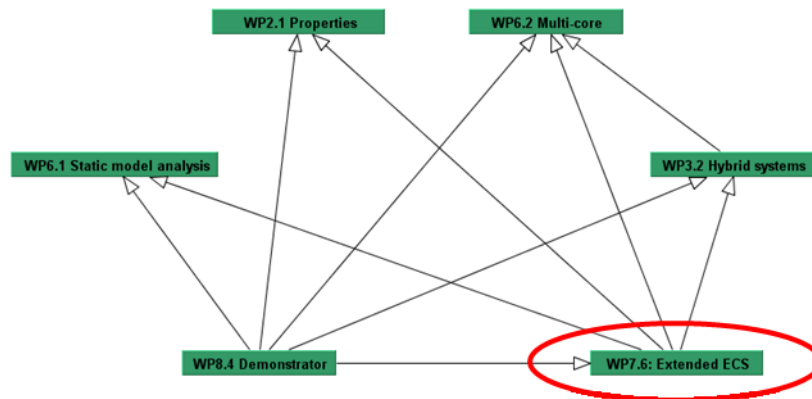 WP2.1 Properties
WP6.2 Multi-core
WP6.1 Static model analysis
WP3.2 Hybrid systems
WP8.4 Demonstrator
WP7.6: Extended ECS